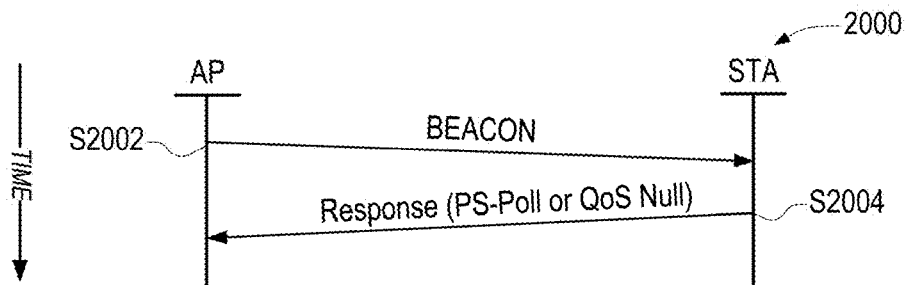 2000
AP
STA
S2002
BEACON
TIME
Response (PS-Poll or QoS Null)
S2004